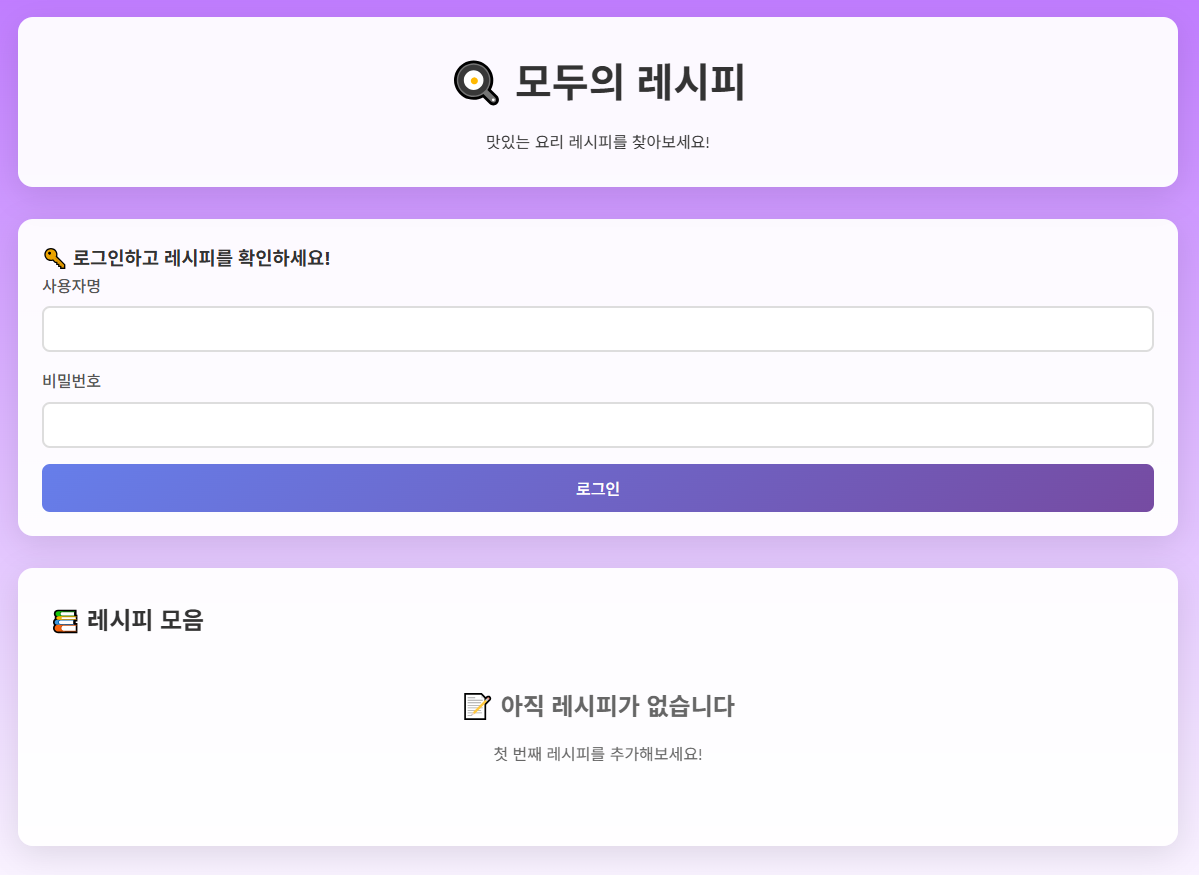 모두의 레시피
맛있는 요리 레시피를 찾아보세요!
로그인하고 레시피를 확인하세요!
사용자명
비밀번호
로그인
레시피 모음
아직 레시피가 없습니다
첫 번째 레시피를 추가해보세요!